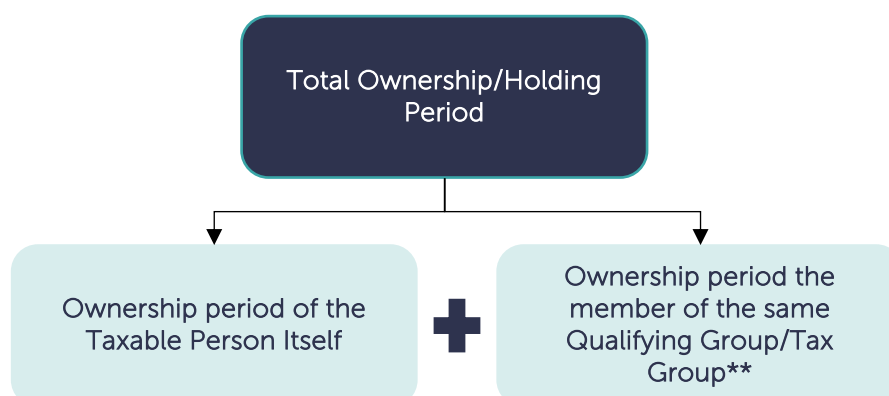 Total Ownership/Holding
Period
Ownership period of the
Taxable Person Itself
Ownership period the
member of the same
Qualifying Group/Tax
Group**